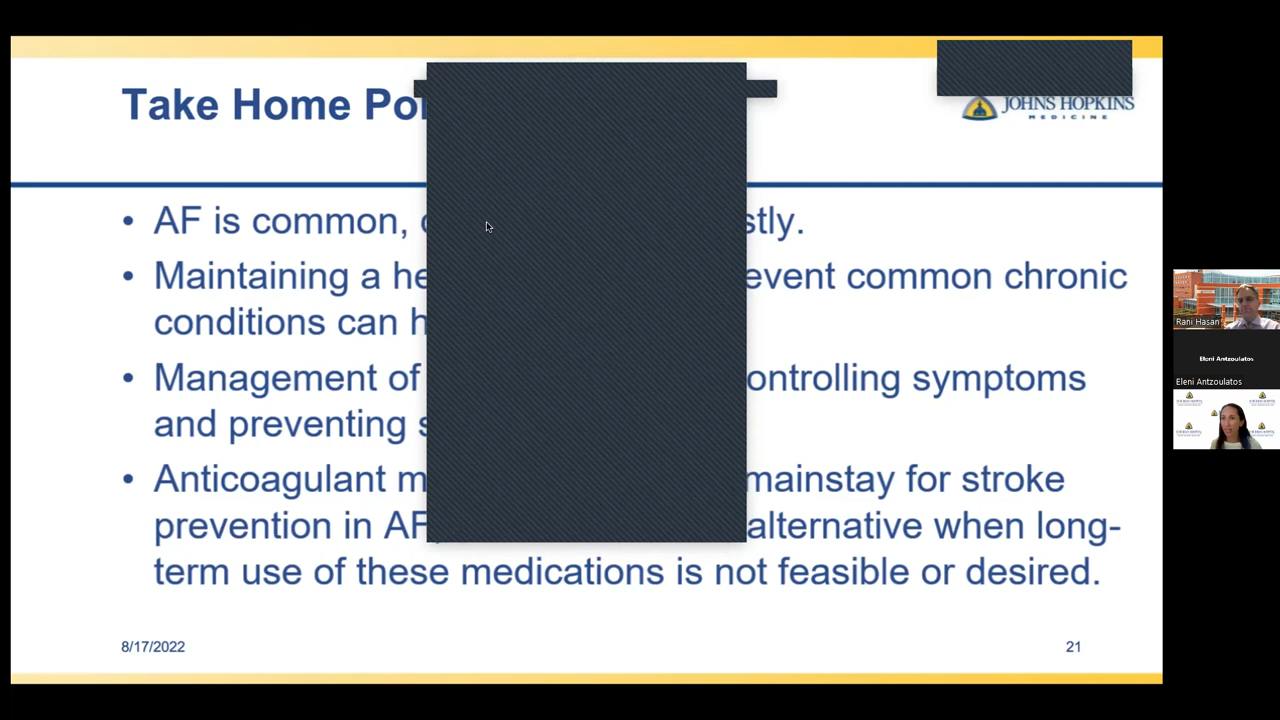 Take Home Po
JOHNS HOPKINS
MEDICINE
• AF is common, stly.
• Maintaining a he event common chronic
conditions can h
• Management of ontrolling symptoms
and preventing s
• Anticoagulant m mainstay for stroke
prevention in AF alternative when long-
term use of these medications is not feasible or desired.
8/17/2022
21
Rani Hasan
Eleni Antzoulatos
Eleni Antzoulatos